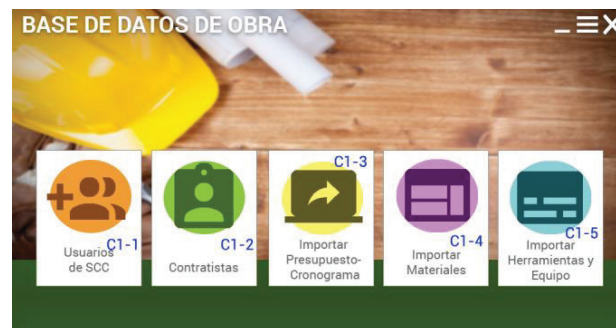 BASE DE DATOS DE OBRA
C1-1
Usuarios
de SCC
C1-2
Contratistas
C1-3
Importar
Presupuesto-
Cronograma
C1-4
Importar
Materiales
C1-5
Importar
Herramientas y
Equipo